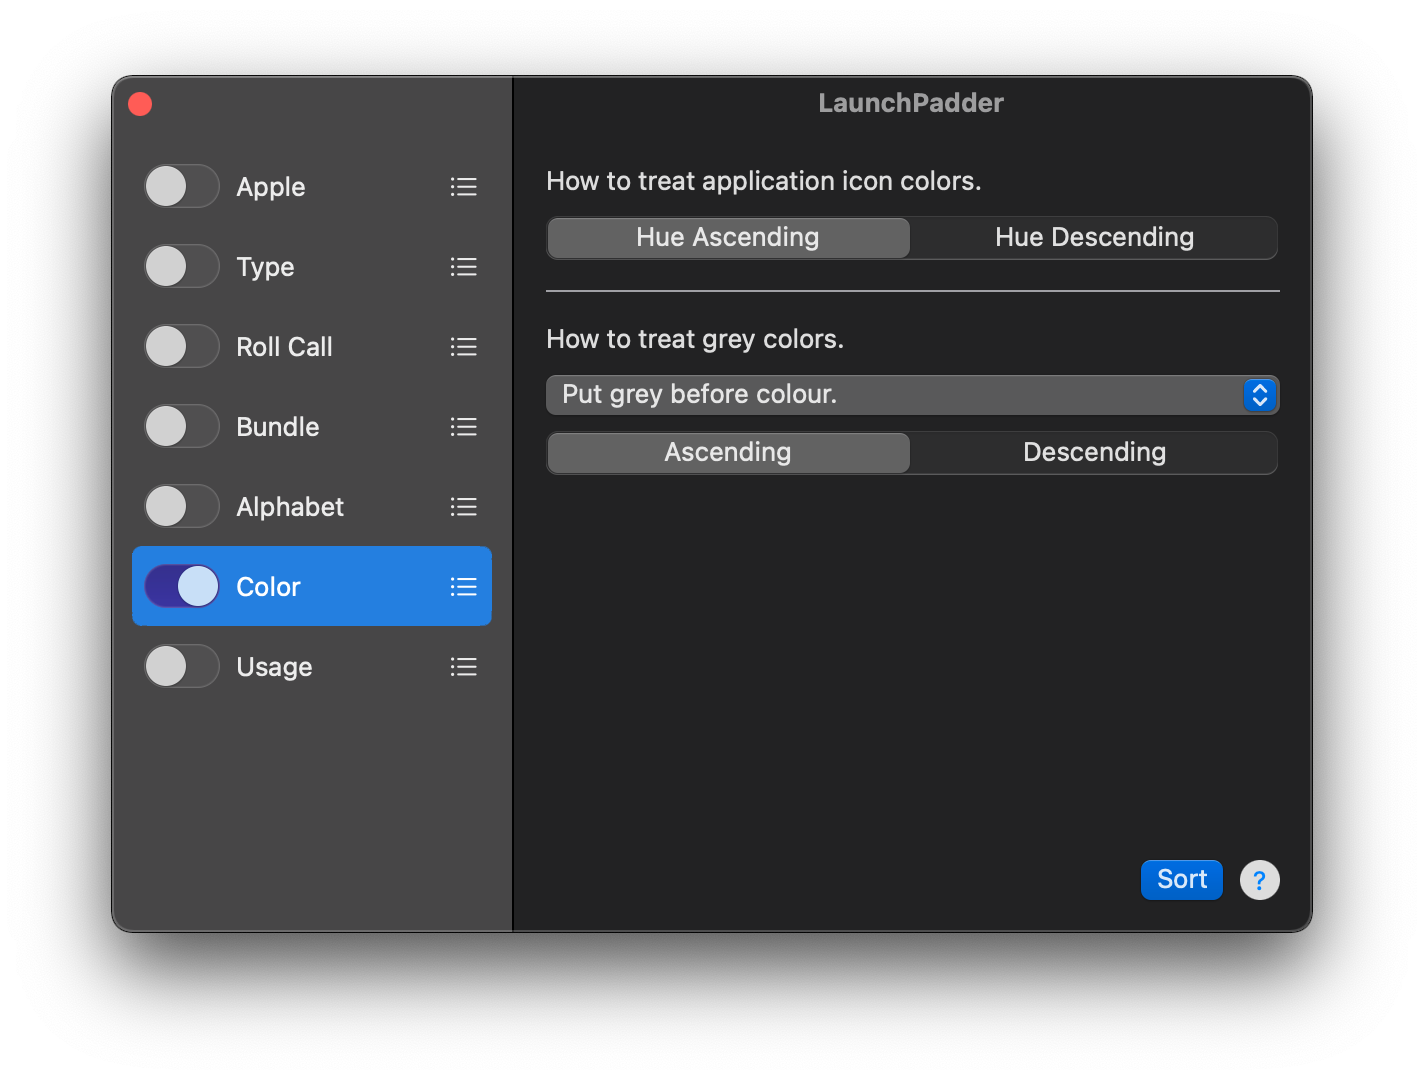 LaunchPadder
Apple
Type
Roll Call
Bundle
Alphabet
Color
Usage
How to treat application icon colors.
Hue Ascending
Hue Descending
How to treat grey colors.
Put grey before colour.
Ascending
Descending
Sort
?